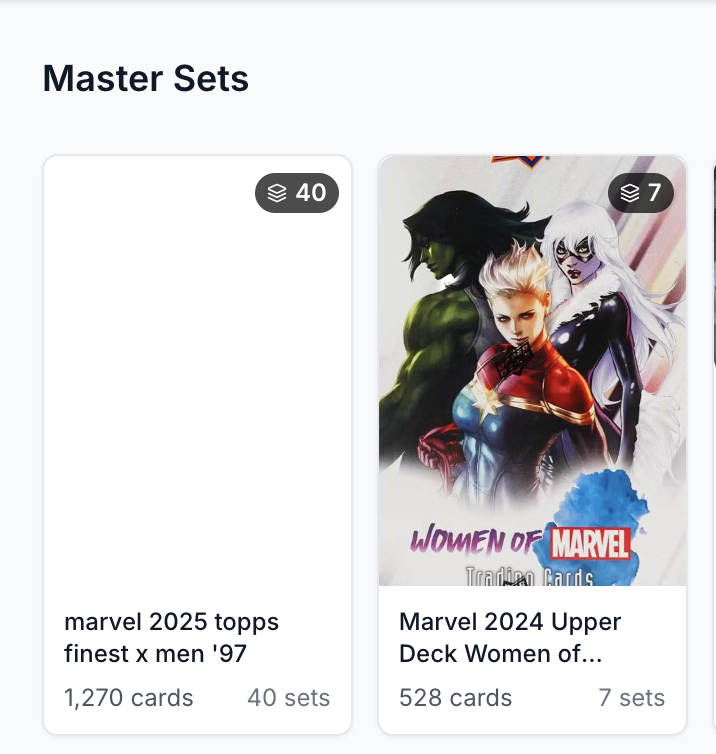 Master Sets
40
7
WOMEN OF MARVEL
Trading Cards
marvel 2025 topps
finest x men '97
1,270 cards
40 sets
Marvel 2024 Upper
Deck Women of...
528 cards
7 sets